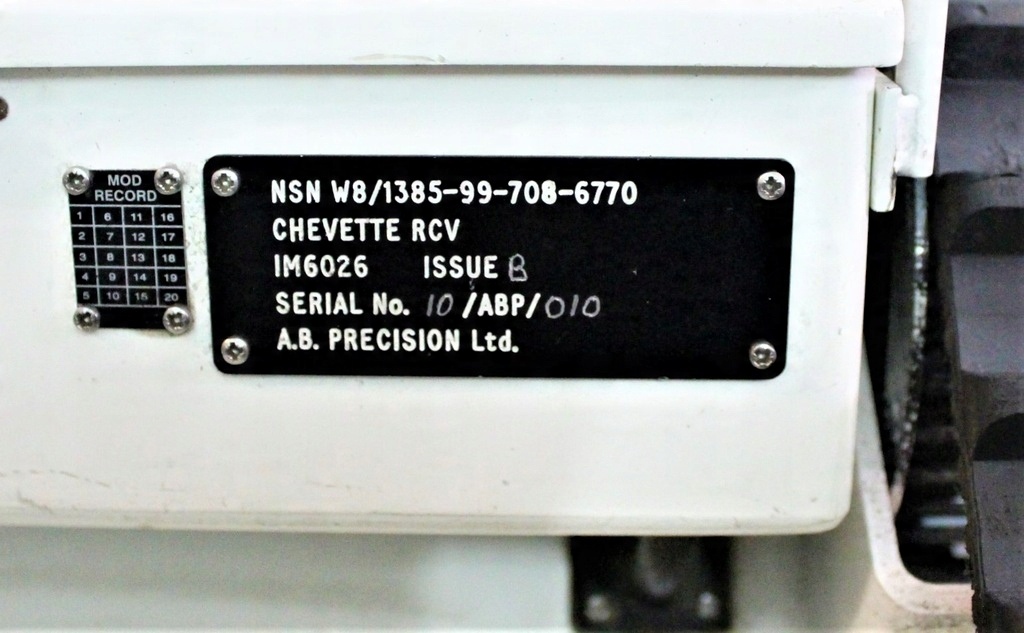 MOD
RECORD
1 6 11 16
2 7 12 17
3 8 13 18
4 9 14 19
5 10 15 20
NSN W8/1385-99-708-6770
CHEVETTE RCV
IM6026 ISSUE B
SERIAL No. 10/ABP/010
A.B. PRECISION Ltd.